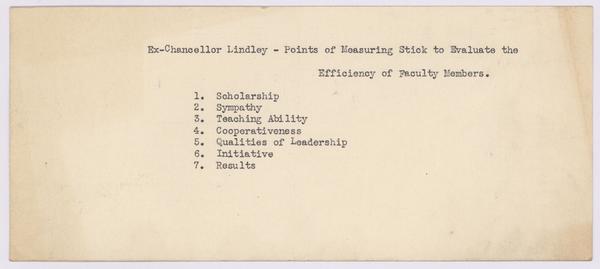 Ex-Chancellor Lindley - Points of Measuring Stick to Evaluate the
Efficiency of Faculty Members.
1. Scholarship
2. Sympathy
3. Teaching Ability
4. Cooperativeness
5. Qualities of Leadership
6. Initiative
7. Results